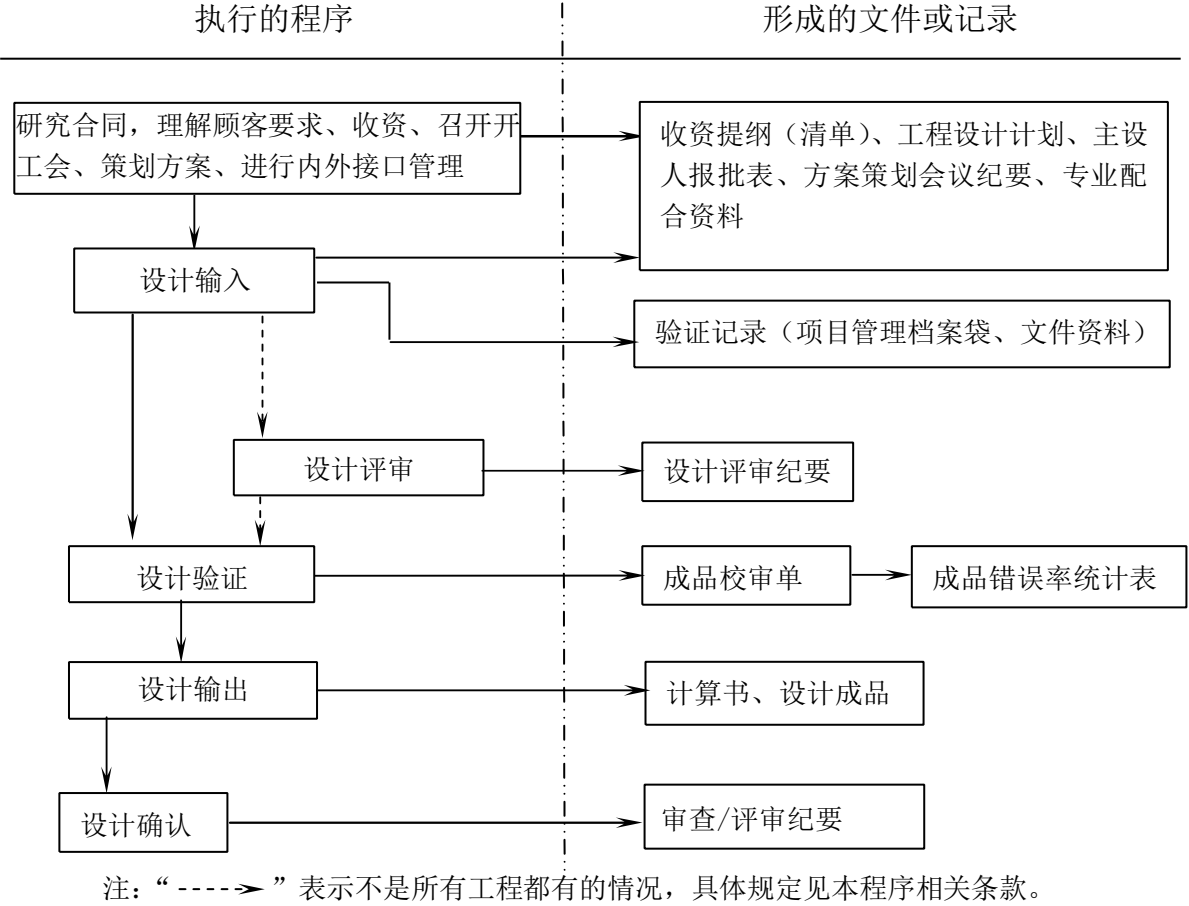 执行的程序
形成的文件或记录
研究合同，理解顾客要求、收资、召开开
工会、策划方案、进行内外接口管理
收资提纲（清单）、工程设计计划、主设
人报批表、方案策划会议纪要、专业配
合资料
设计输入
验证记录（项目管理档案袋、文件资料）
设计评审
设计评审纪要
设计验证
成品校审单
成品错误率统计表
设计输出
计算书、设计成品
设计确认
审查/评审纪要
注：“ ”表示不是所有工程都有的情况，具体规定见本程序相关条款。